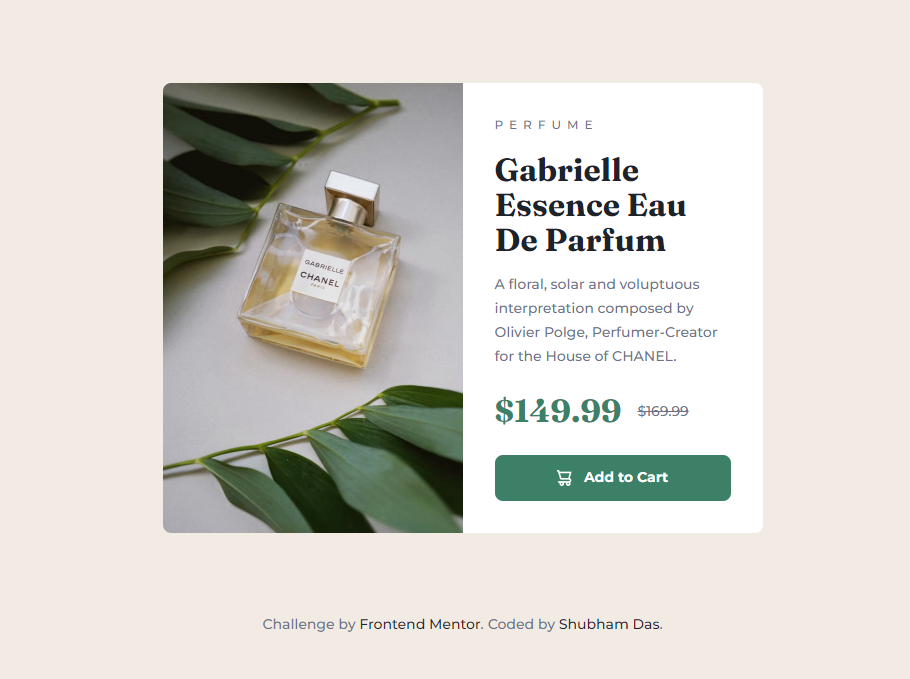 GABRIELLE
CHANEL
PARIS
PERFUME
Gabrielle
Essence Eau
De Parfum
A floral, solar and voluptuous
interpretation composed by
Olivier Polge, Perfumer-Creator
for the House of CHANEL.
$149.99 $169.99
Add to Cart
Challenge by Frontend Mentor. Coded by Shubham Das.